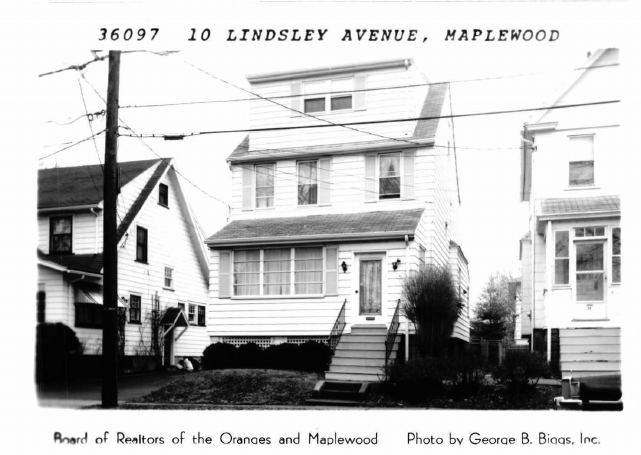 36097 10 LINDSLEY AVENUE, MAPLEWOOD
Board of Realtors of the Oranges and Maplewood Photo by George B. Biggs, Inc.